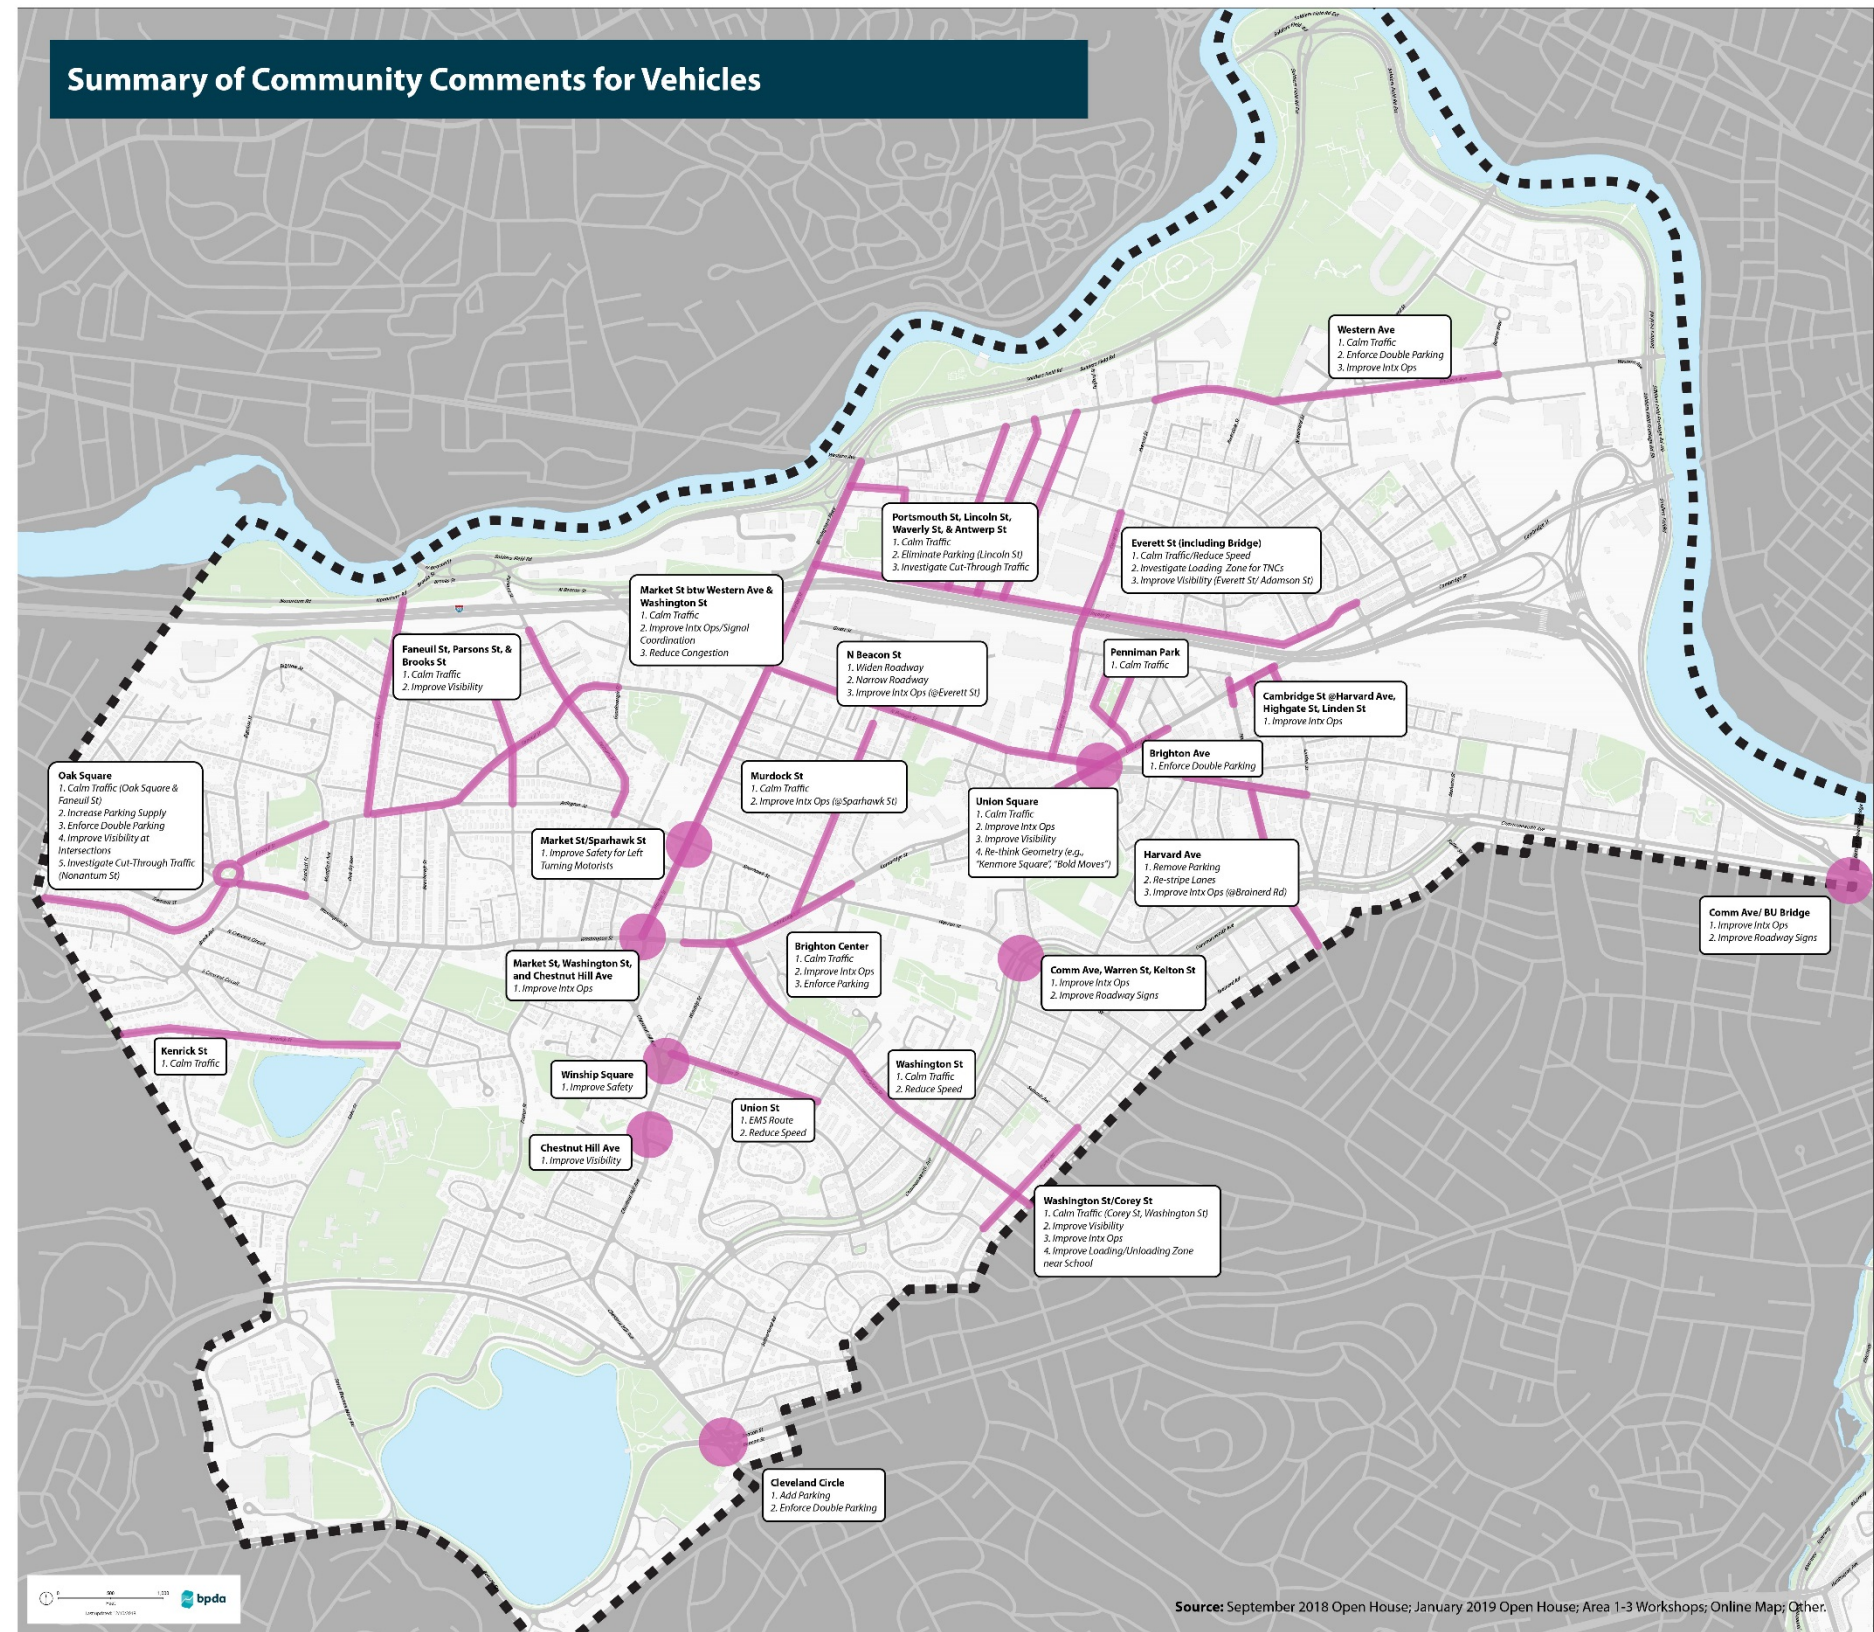 Summary of Community Comments for Vehicles
Western Ave
1. Calm Traffic
2. Enforce Double Parking
3. Improve Intx Ops
Portsmouth St, Lincoln St,
Waverly St, & Antwerp St
1. Calm Traffic
2. Eliminate Parking (Lincoln St)
3. Investigate Cut-Through Traffic
Everett St (including Bridge)
1. Calm Traffic/Reduce Speed
2. Investigate Loading Zone for TNCs
3. Improve Visibility (Everett St/ Adamson St)
Market St btw Western Ave &
Washington St
1. Calm Traffic
2. Improve Intx Ops/Signal
Coordination
3. Reduce Congestion
Faneuil St, Parsons St, &
Brooks St
1. Calm Traffic
2. Improve Visibility
N Beacon St
1. Widen Roadway
2. Narrow Roadway
3. Improve Intx Ops (@Everett St)
Penniman Park
1. Calm Traffic
Cambridge St @Harvard Ave,
Highgate St, Linden St
1. Improve Intx Ops
Brighton Ave
1. Enforce Double Parking
Oak Square
1. Calm Traffic (Oak Square &
Faneuil St)
2. Increase Parking Supply
3. Enforce Double Parking
4. Improve Visibility at
Intersections
5. Investigate Cut-Through Traffic
(Nonantum St)
Murdock St
1. Calm Traffic
2. Improve Intx Ops (@Sparhawk St)
Union Square
1. Calm Traffic
2. Improve Intx Ops
3. Improve Visibility
4. Re-think Geometry (e.g.,
"Kenmore Square", "Bold Moves")
Market St/Sparhawk St
1. Improve Safety for Left
Turning Motorists
Harvard Ave
1. Remove Parking
2. Re-stripe Lanes
3. Improve Intx Ops (@Brainerd Rd)
Comm Ave/ BU Bridge
1. Improve Intx Ops
2. Improve Roadway Signs
Market St, Washington St,
and Chestnut Hill Ave
1. Improve Intx Ops
Brighton Center
1. Calm Traffic
2. Improve Intx Ops
3. Enforce Parking
Comm Ave, Warren St, Kelton St
1. Improve Intx Ops
2. Improve Roadway Signs
Kenrick St
1. Calm Traffic
Winship Square
1. Improve Safety
Washington St
1. Calm Traffic
2. Reduce Speed
Union St
1. EMS Route
2. Reduce Speed
Chestnut Hill Ave
1. Improve Visibility
Washington St/Corey St
1. Calm Traffic (Corey St, Washington St)
2. Improve Visibility
3. Improve Intx Ops
4. Improve Loading/Unloading Zone
near School
Cleveland Circle
1. Add Parking
2. Enforce Double Parking
bpda
Source: September 2018 Open House; January 2019 Open House; Area 1-3 Workshops; Online Map; Other.